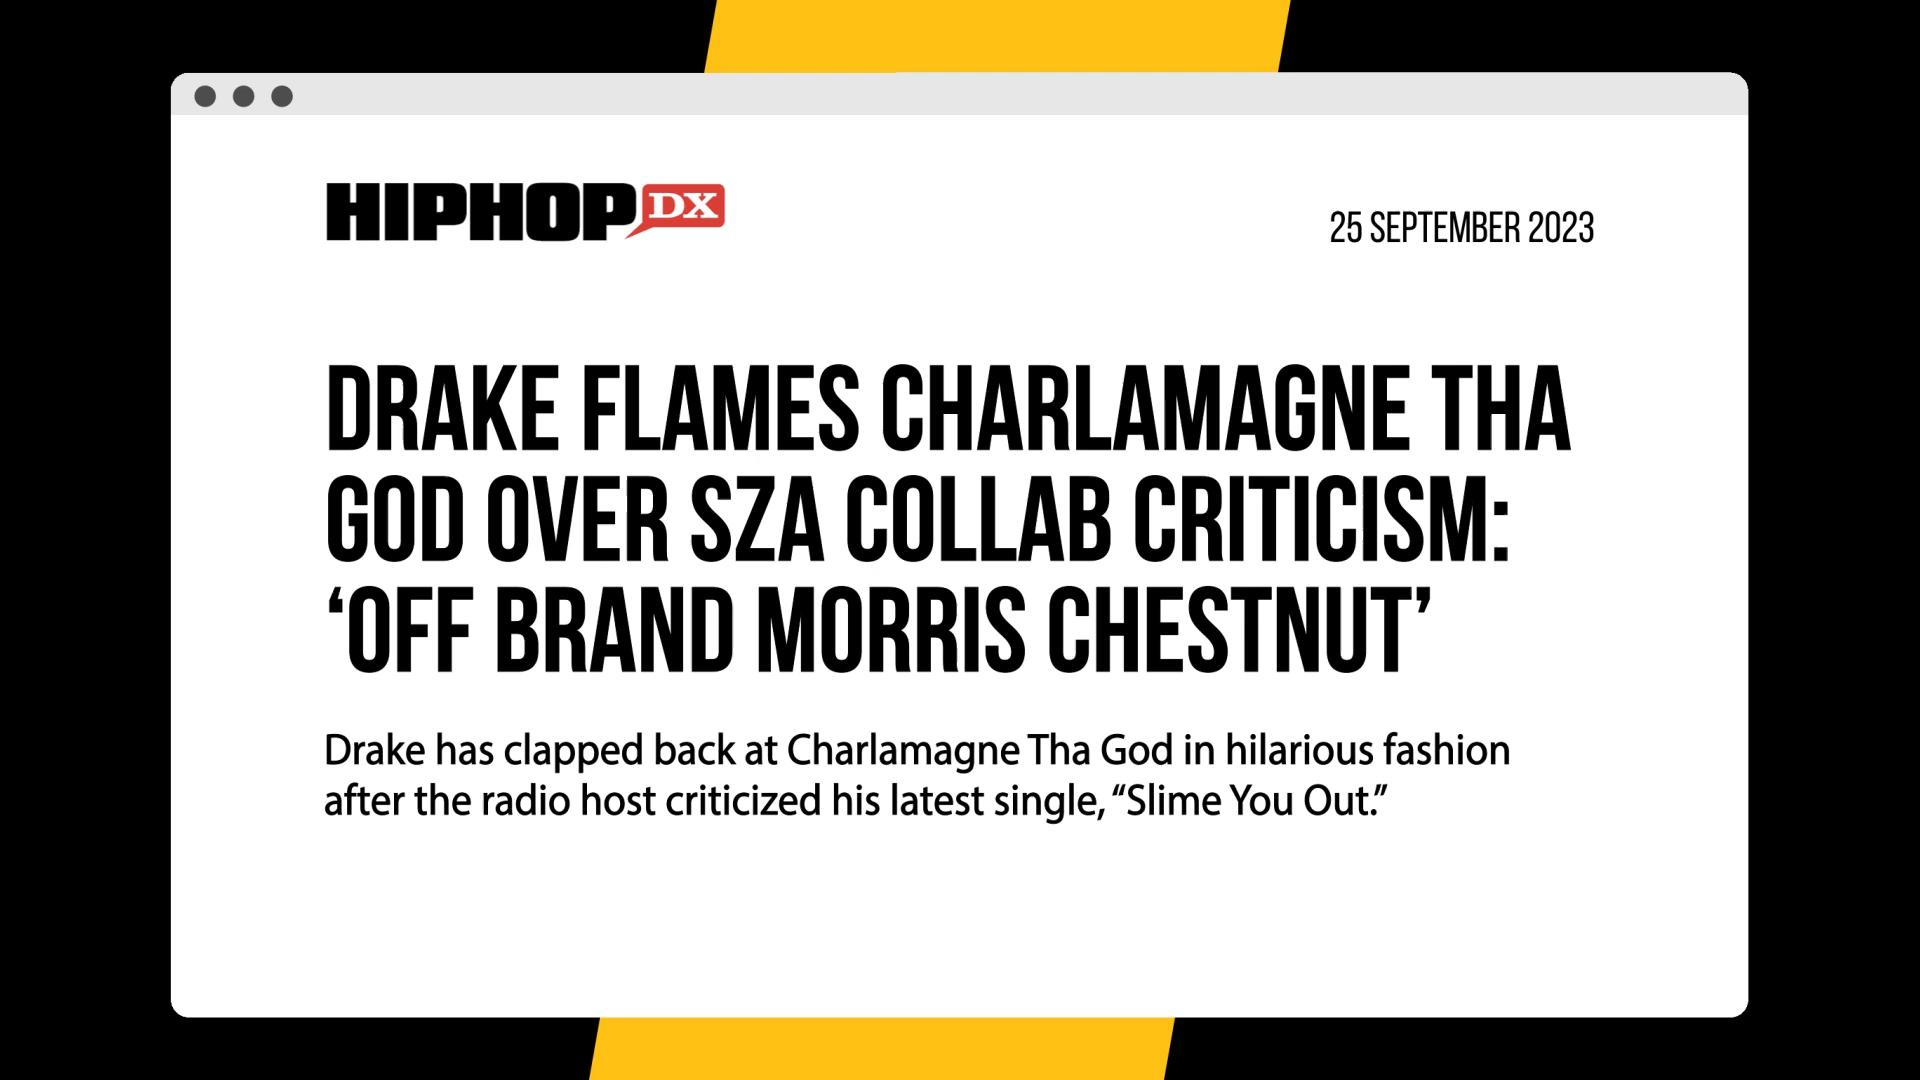 HIPHOPDX
25 SEPTEMBER 2023
DRAKE FLAMES CHARLAMAGNE THA
GOD OVER SZA COLLAB CRITICISM:
‘OFF BRAND MORRIS CHESTNUT’
Drake has clapped back at Charlamagne Tha God in hilarious fashion
after the radio host criticized his latest single, “Slime You Out.”